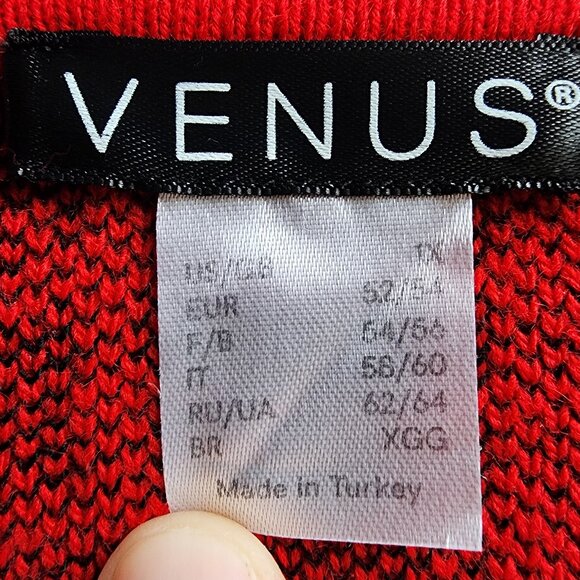 VENUS®
US/GB 1X
EUR 52/54
F/B 54/56
IT 58/60
RU/UA 62/64
BR XGG
Made in Turkey